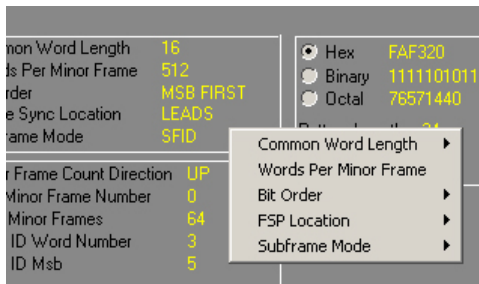 mon Word Length 16
ds Per Minor Frame 512
rder MSB FIRST
e Sync Location LEADS
ame Mode SFID
Hex FAF320
Binary 1111101011
Octal 76571440
r Frame Count Direction UP
Minor Frame Number 0
Minor Frames 64
ID Word Number 3
ID Msb 5
Common Word Length
Words Per Minor Frame
Bit Order
FSP Location
Subframe Mode